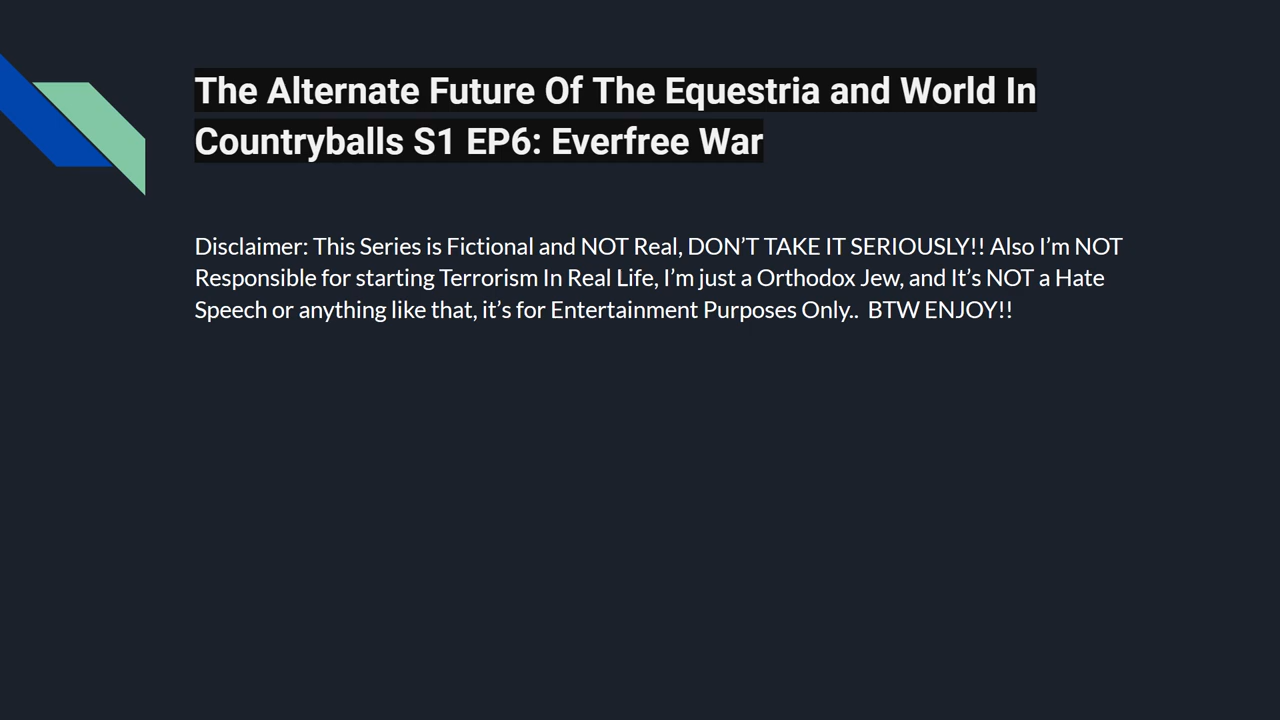 The Alternate Future Of The Equestria and World In
Countryballs S1 EP6: Everfree War
Disclaimer: This Series is Fictional and NOT Real, DON’T TAKE IT SERIOUSLY!! Also I’m NOT
Responsible for starting Terrorism In Real Life, I’m just a Orthodox Jew, and It’s NOT a Hate
Speech or anything like that, it’s for Entertainment Purposes Only.. BTW ENJOY!!